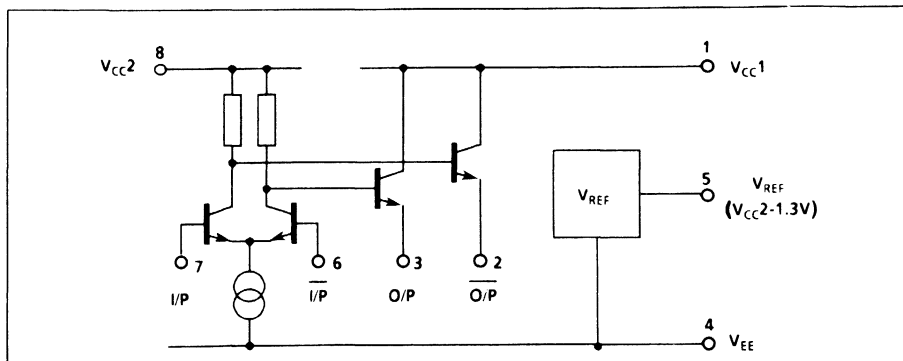 8
1
V_CC2
V_CC1
V_REF
5
V_REF
(V_CC2-1.3V)
7
6
3
2
I/P
I/P
O/P
O/P
4
V_EE